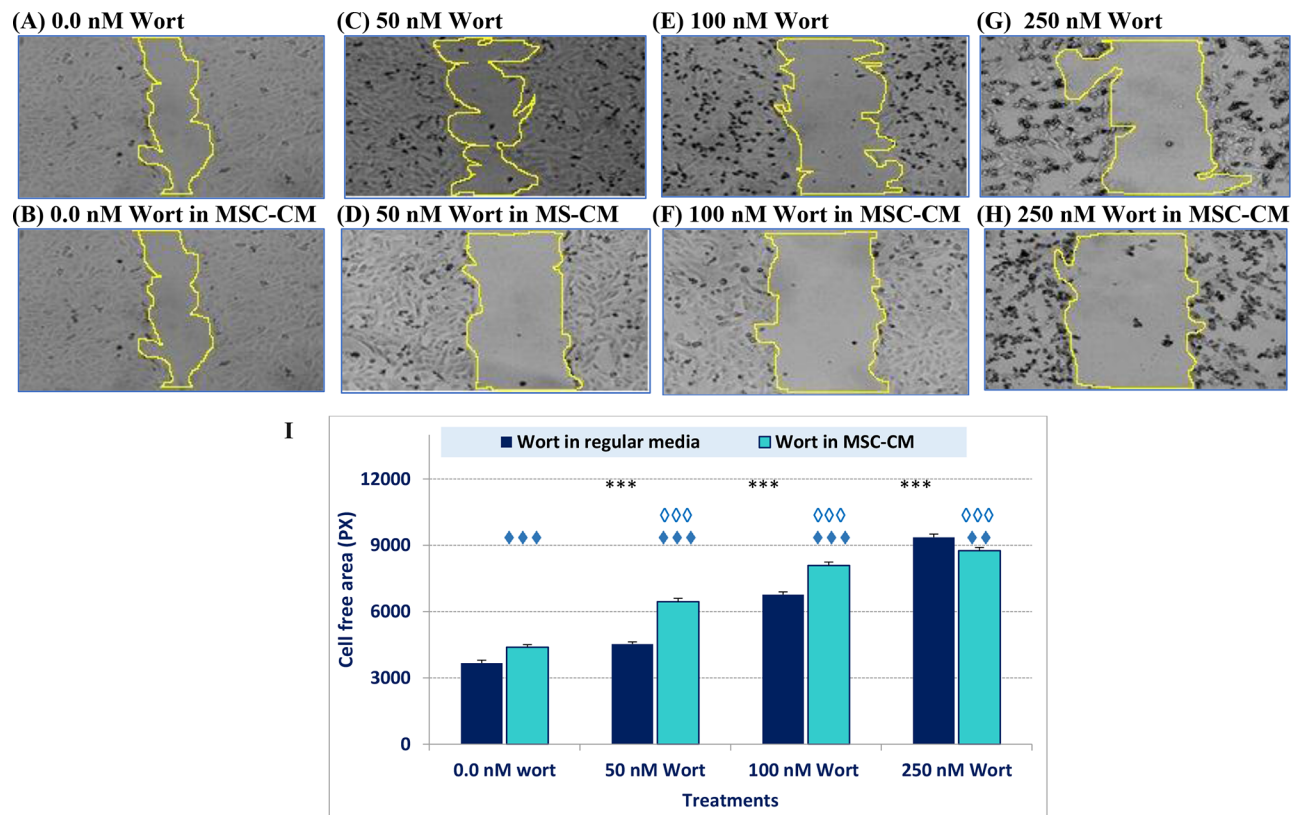 (A) 0.0 nM Wort
(C) 50 nM Wort
(E) 100 nM Wort
(G) 250 nM Wort
(B) 0.0 nM Wort in MSC-CM
(D) 50 nM Wort in MS-CM
(F) 100 nM Wort in MSC-CM
(H) 250 nM Wort in MSC-CM
I
Wort in regular media
Wort in MSC-CM
Cell free area (PX)
12000
9000
6000
3000
0
*** *** ***
◊◊◊ ◊◊◊ ◊◊◊
♦♦♦ ♦♦♦ ♦♦♦ ♦♦
0.0 nM wort
50 nM Wort
100 nM Wort
250 nM Wort
Treatments